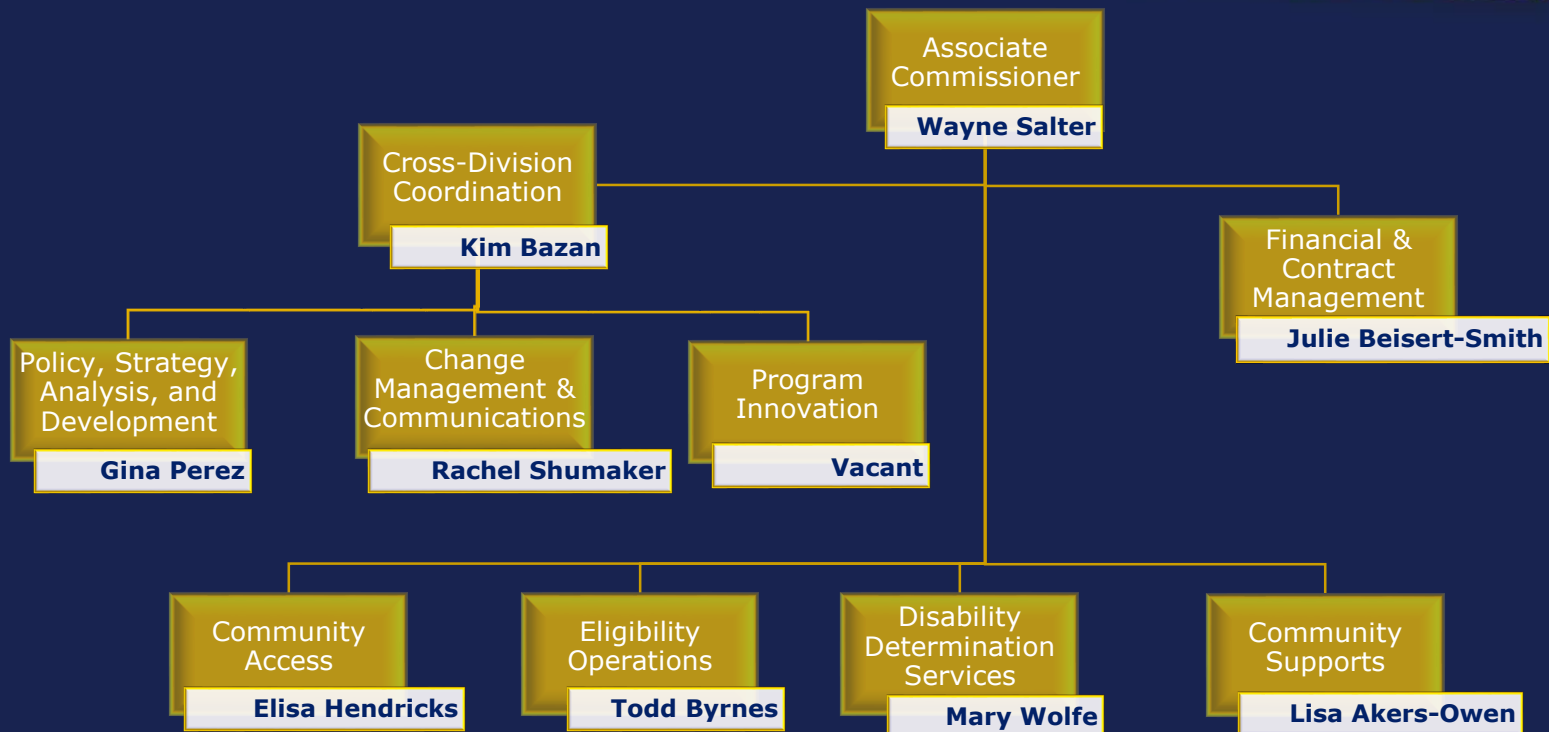 Associate
Commissioner
Wayne Salter
Cross-Division
Coordination
Kim Bazan
Financial &
Contract
Management
Julie Beisert-Smith
Policy, Strategy,
Analysis, and
Development
Gina Perez
Change
Management &
Communications
Rachel Shumaker
Program
Innovation
Vacant
Community
Access
Elisa Hendricks
Eligibility
Operations
Todd Byrnes
Disability
Determination
Services
Mary Wolfe
Community
Supports
Lisa Akers-Owen